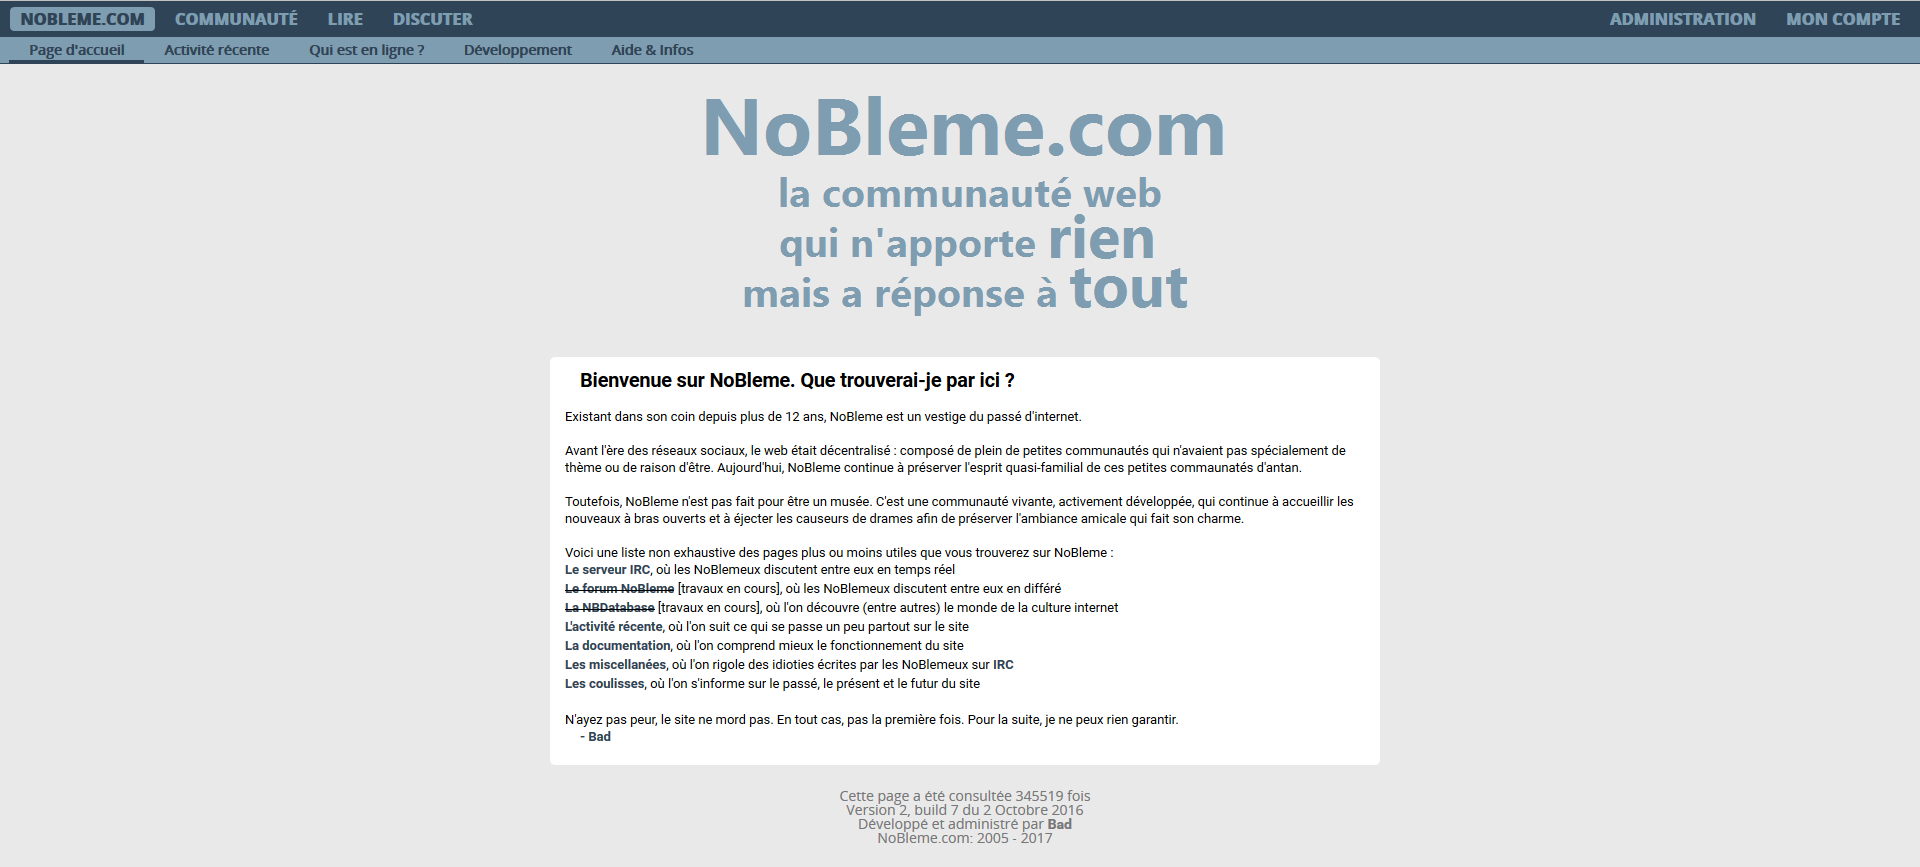 NOBLEME.COM COMMUNAUTÉ LIRE DISCUTER ADMINISTRATION MON COMPTE
Page d'accueil Activité récente Qui est en ligne ? Développement Aide & Infos
NoBleme.com
la communauté web
qui n'apporte rien
mais a réponse à tout
Bienvenue sur NoBleme. Que trouverai-je par ici ?
Existant dans son coin depuis plus de 12 ans, NoBleme est un vestige du passé d'internet.
Avant l'ère des réseaux sociaux, le web était décentralisé : composé de plein de petites communautés qui n'avaient pas spécialement de
thème ou de raison d'être. Aujourd'hui, NoBleme continue à préserver l'esprit quasi-familial de ces petites commaunatés d'antan.
Toutefois, NoBleme n'est pas fait pour être un musée. C'est une communauté vivante, activement développée, qui continue à accueillir les
nouveaux à bras ouverts et à éjecter les causeurs de drames afin de préserver l'ambiance amicale qui fait son charme.
Voici une liste non exhaustive des pages plus ou moins utiles que vous trouverez sur NoBleme :
Le serveur IRC, où les NoBlemeux discutent entre eux en temps réel
Le forum NoBleme [travaux en cours], où les NoBlemeux discutent entre eux en différé
La NBDatabase [travaux en cours], où l'on découvre (entre autres) le monde de la culture internet
L'activité récente, où l'on suit ce qui se passe un peu partout sur le site
La documentation, où l'on comprend mieux le fonctionnement du site
Les miscellanées, où l'on rigole des idioties écrites par les NoBlemeux sur IRC
Les coulisses, où l'on s'informe sur le passé, le présent et le futur du site
N'ayez pas peur, le site ne mord pas. En tout cas, pas la première fois. Pour la suite, je ne peux rien garantir.
- Bad
Cette page a été consultée 345519 fois
Version 2, build 7 du 2 Octobre 2016
Développé et administré par Bad
NoBleme.com: 2005 - 2017